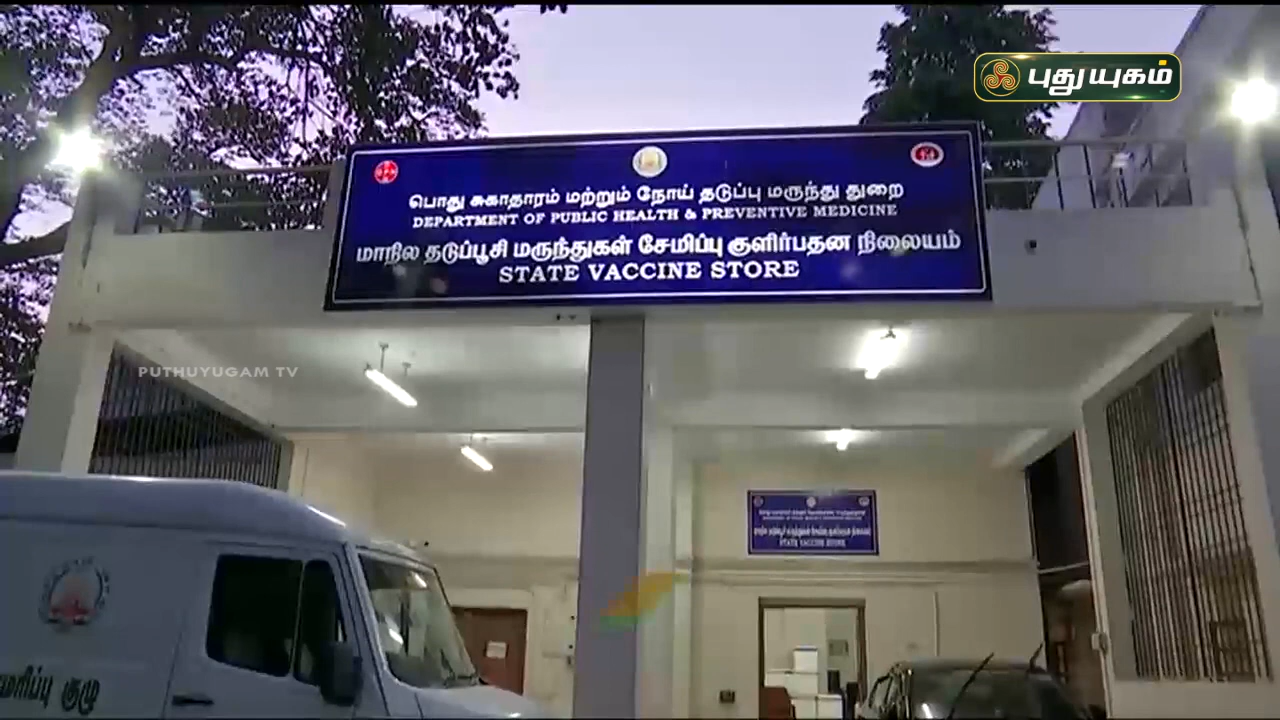 புதுயுகம்
பொது சுகாதாரம் மற்றும் நோய் தடுப்பு மருந்து துறை
DEPARTMENT OF PUBLIC HEALTH & PREVENTIVE MEDICINE
மாநில தடுப்பூசி மருந்துகள் சேமிப்பு குளிர்பதன நிலையம்
STATE VACCINE STORE
PUTHUYUGAM TV
STATE VACCINE STORE
குழு